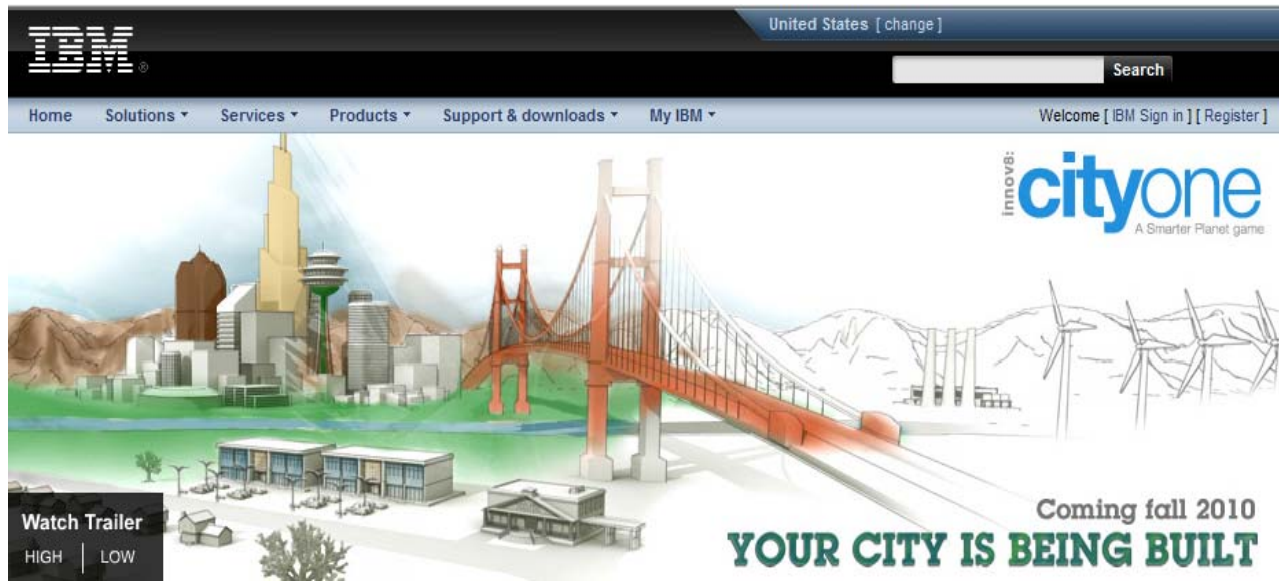 United States [ change ]
IBM®
Search
Home Solutions Services Products Support & downloads My IBM Welcome [ IBM Sign in ] [ Register ]
innov8:
cityone
A Smarter Planet game
Watch Trailer
HIGH | LOW
Coming fall 2010
YOUR CITY IS BEING BUILT